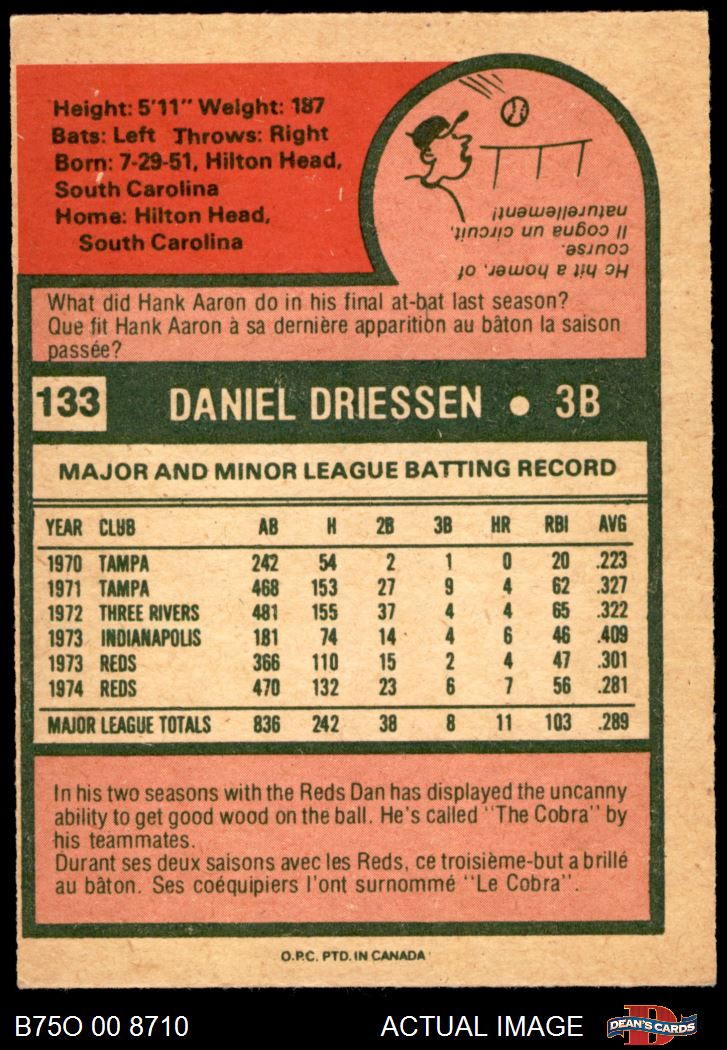 Height: 5'11" Weight: 187
Bats: Left Throws: Right
Born: 7-29-51, Hilton Head,
South Carolina
Home: Hilton Head,
South Carolina
He hit a homer, of
course.
Il cogna un circuit,
naturellement!
What did Hank Aaron do in his final at-bat last season?
Que fit Hank Aaron à sa dernière apparition au bâton la saison
passée?
133 DANIEL DRIESSEN ● 3B
MAJOR AND MINOR LEAGUE BATTING RECORD
YEAR CLUB AB H 2B 3B HR RBI AVG
1970 TAMPA 242 54 2 1 0 20 .223
1971 TAMPA 468 153 27 9 4 62 .327
1972 THREE RIVERS 481 155 37 4 4 65 .322
1973 INDIANAPOLIS 181 74 14 4 6 46 .409
1973 REDS 366 110 15 2 4 47 .301
1974 REDS 470 132 23 6 7 56 .281
MAJOR LEAGUE TOTALS 836 242 38 8 11 103 .289
In his two seasons with the Reds Dan has displayed the uncanny
ability to get good wood on the ball. He's called "The Cobra" by
his teammates.
Durant ses deux saisons avec les Reds, ce troisième-but a brillé
au bâton. Ses coéquipiers l'ont surnommé "Le Cobra".
O.P.C. PTD. IN CANADA
B75O 00 8710 ACTUAL IMAGE
DEAN'S CARDS